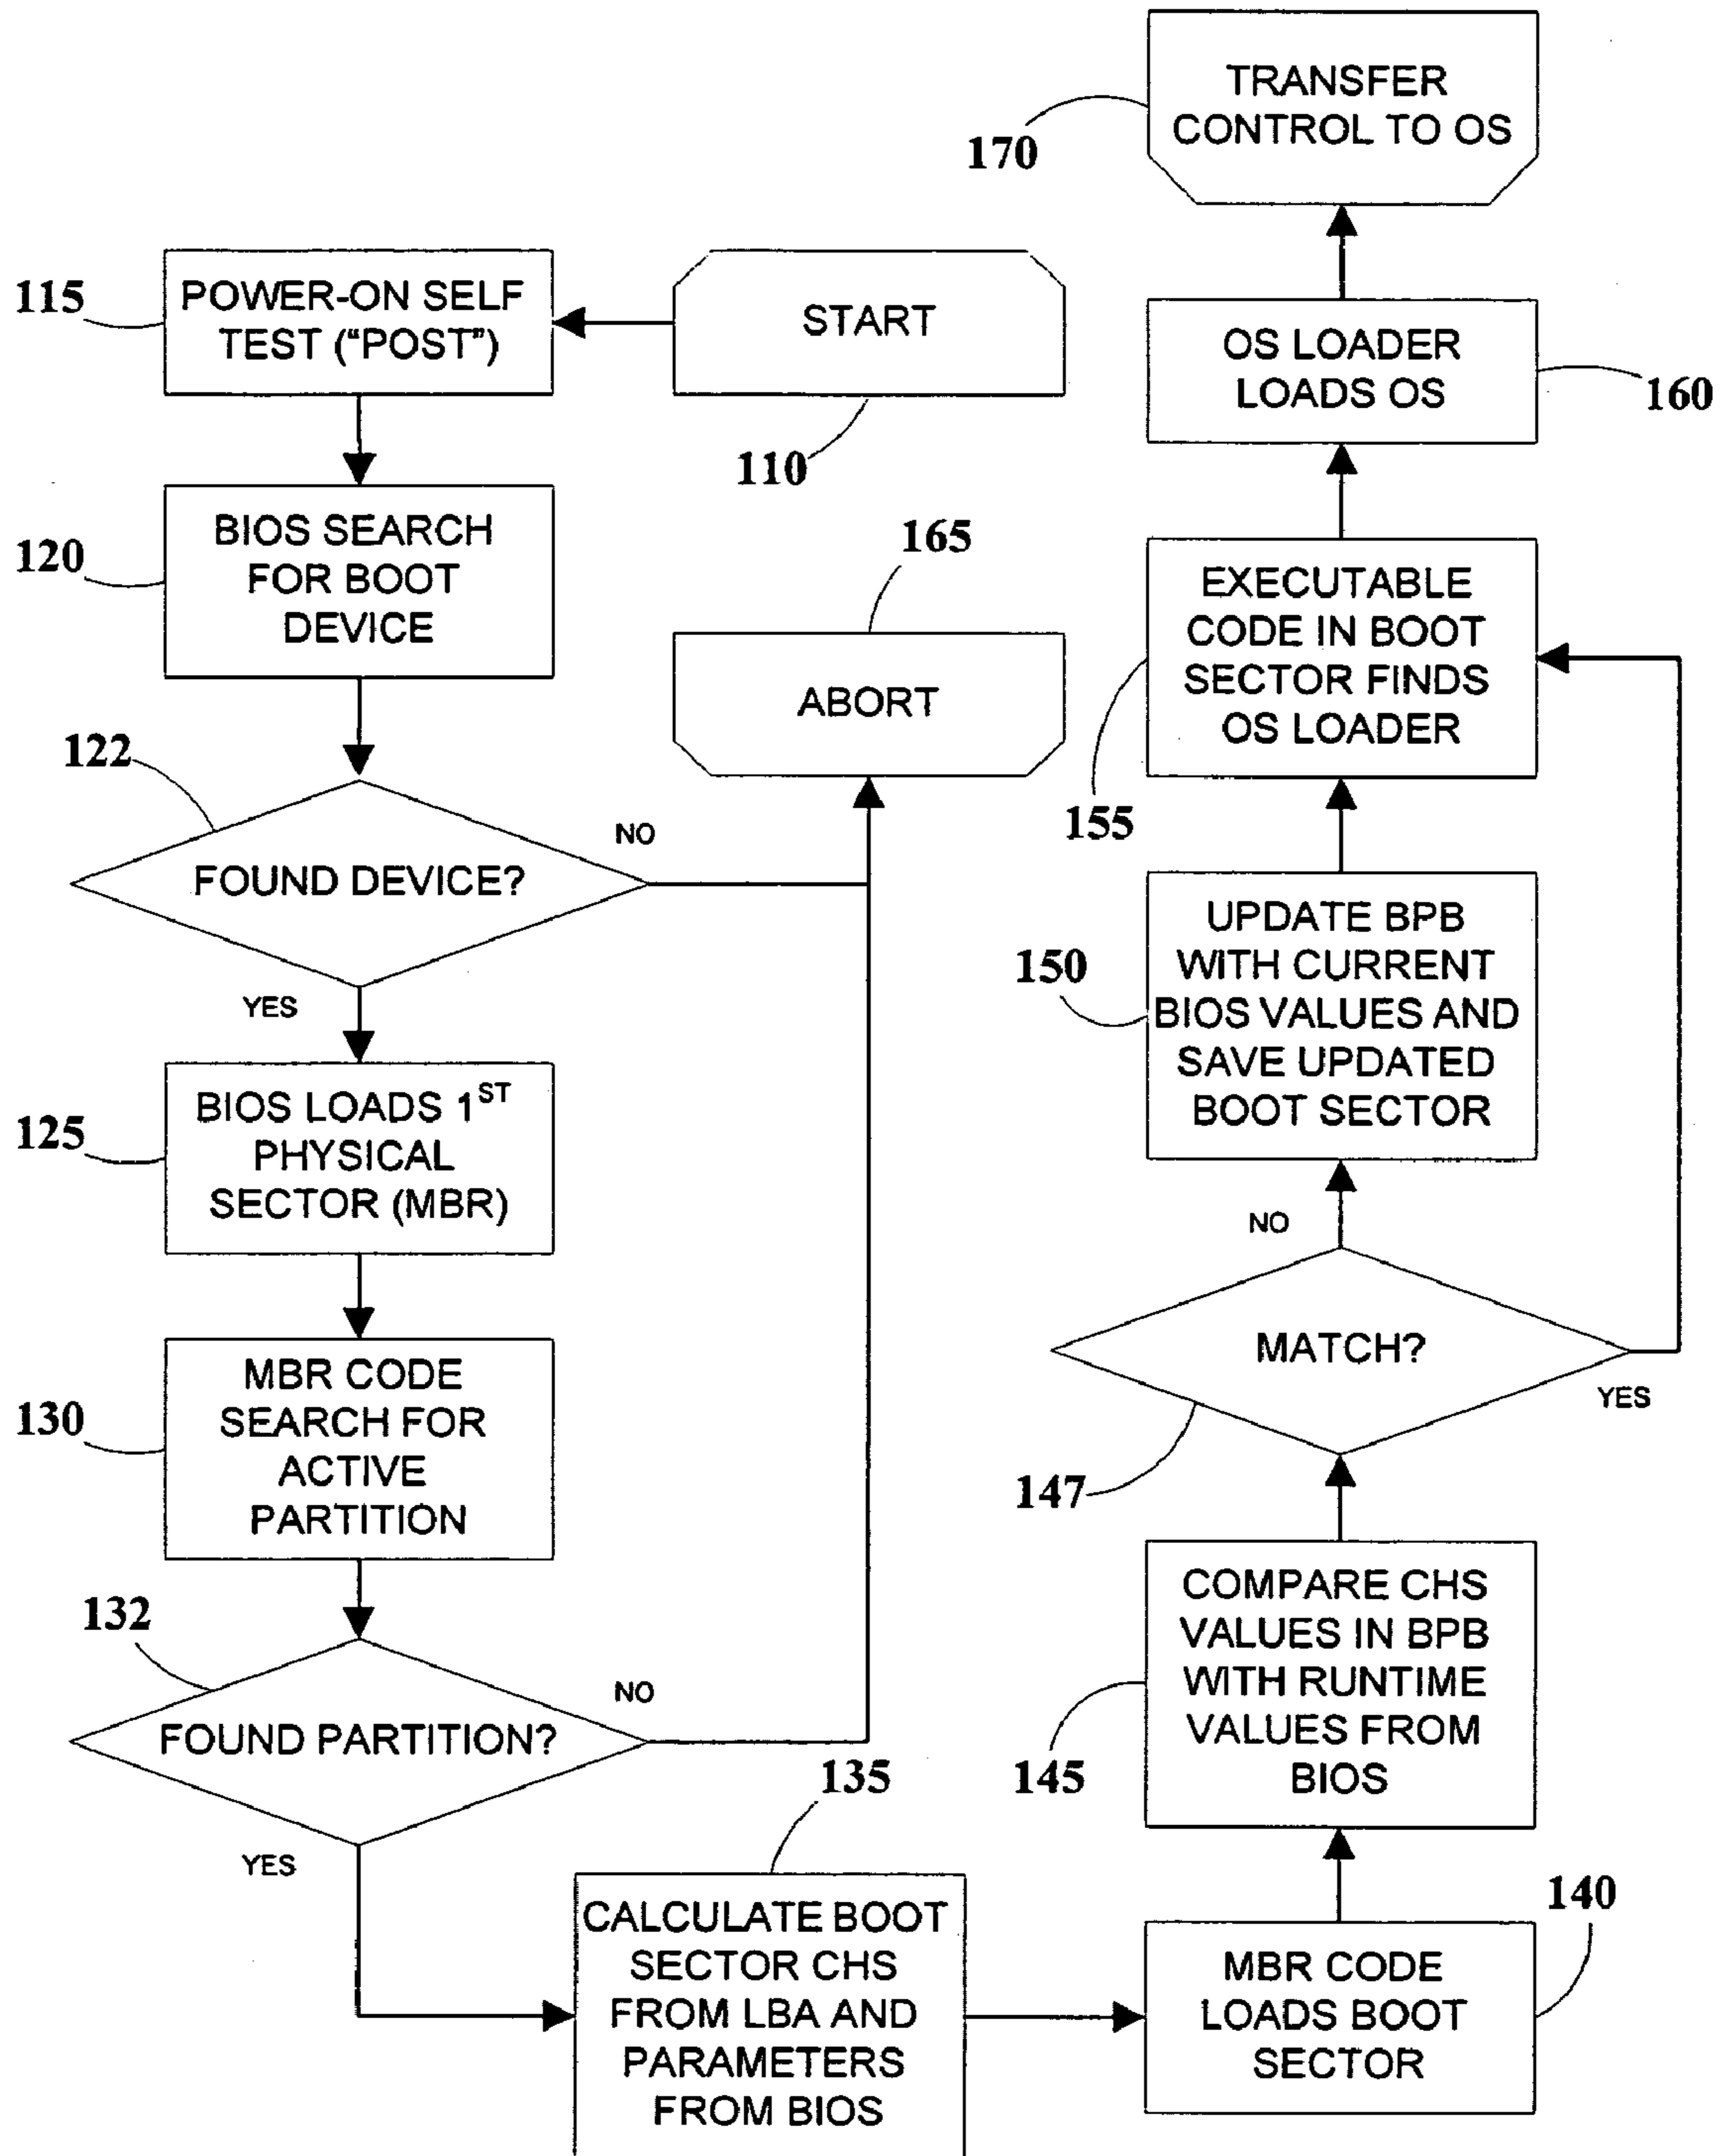 START
110
115
POWER-ON SELF
TEST ("POST")
120
BIOS SEARCH
FOR BOOT
DEVICE
122
FOUND DEVICE?
NO
YES
165
ABORT
125
BIOS LOADS 1ST
PHYSICAL
SECTOR (MBR)
130
MBR CODE
SEARCH FOR
ACTIVE
PARTITION
132
FOUND PARTITION?
NO
YES
135
CALCULATE BOOT
SECTOR CHS
FROM LBA AND
PARAMETERS
FROM BIOS
140
MBR CODE
LOADS BOOT
SECTOR
145
COMPARE CHS
VALUES IN BPB
WITH RUNTIME
VALUES FROM
BIOS
147
MATCH?
NO
YES
150
UPDATE BPB
WITH CURRENT
BIOS VALUES AND
SAVE UPDATED
BOOT SECTOR
155
EXECUTABLE
CODE IN BOOT
SECTOR FINDS
OS LOADER
160
OS LOADER
LOADS OS
170
TRANSFER
CONTROL TO OS